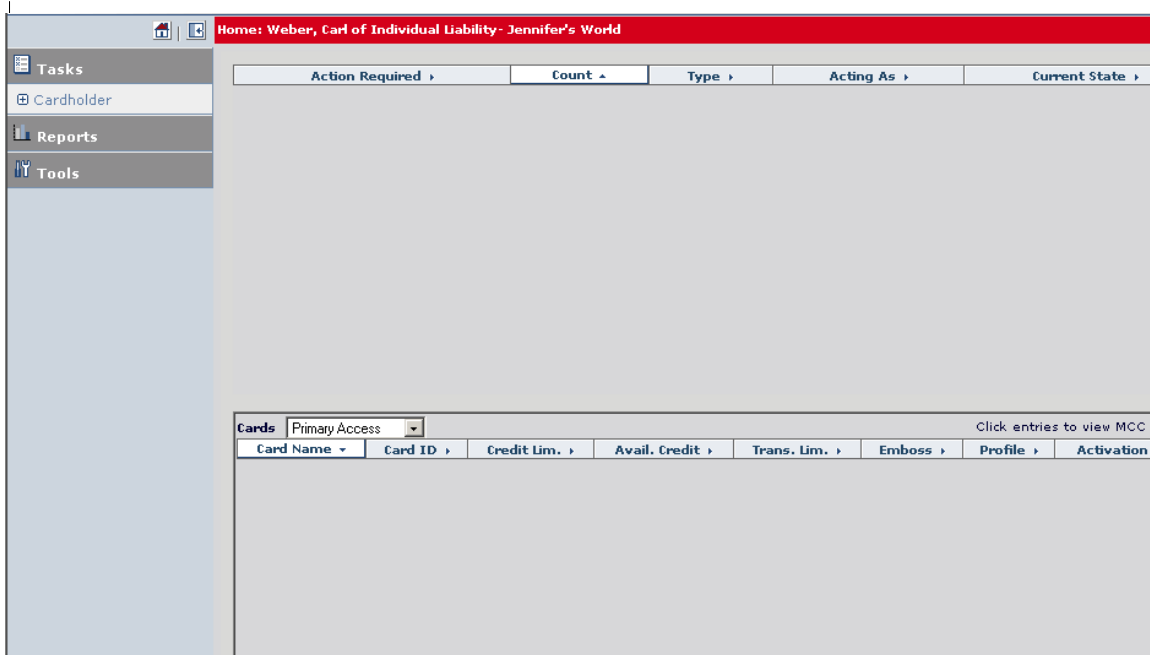 Home: Weber, Carl of Individual Liability- Jennifer's World
Tasks
Cardholder
Reports
Tools
Action Required Count Type Acting As Current State
Cards Primary Access Click entries to view MCC
Card Name Card ID Credit Lim. Avail. Credit Trans. Lim. Emboss Profile Activation